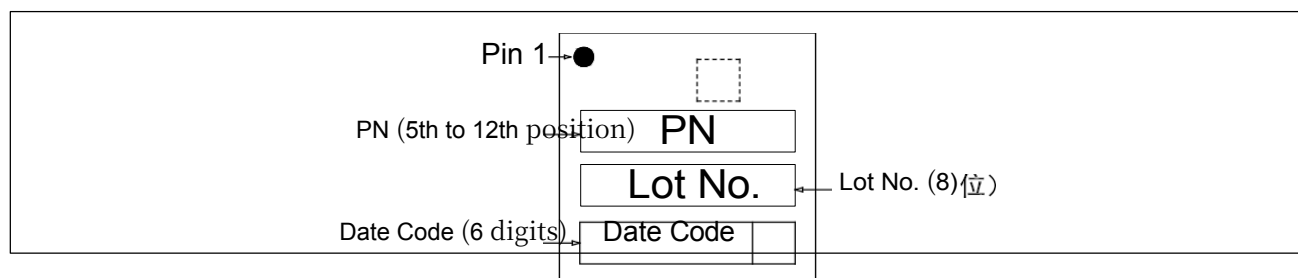 Pin 1
PN (5th to 12th position)
PN
Lot No.
Lot No. (8)位）
Date Code (6 digits)
Date Code